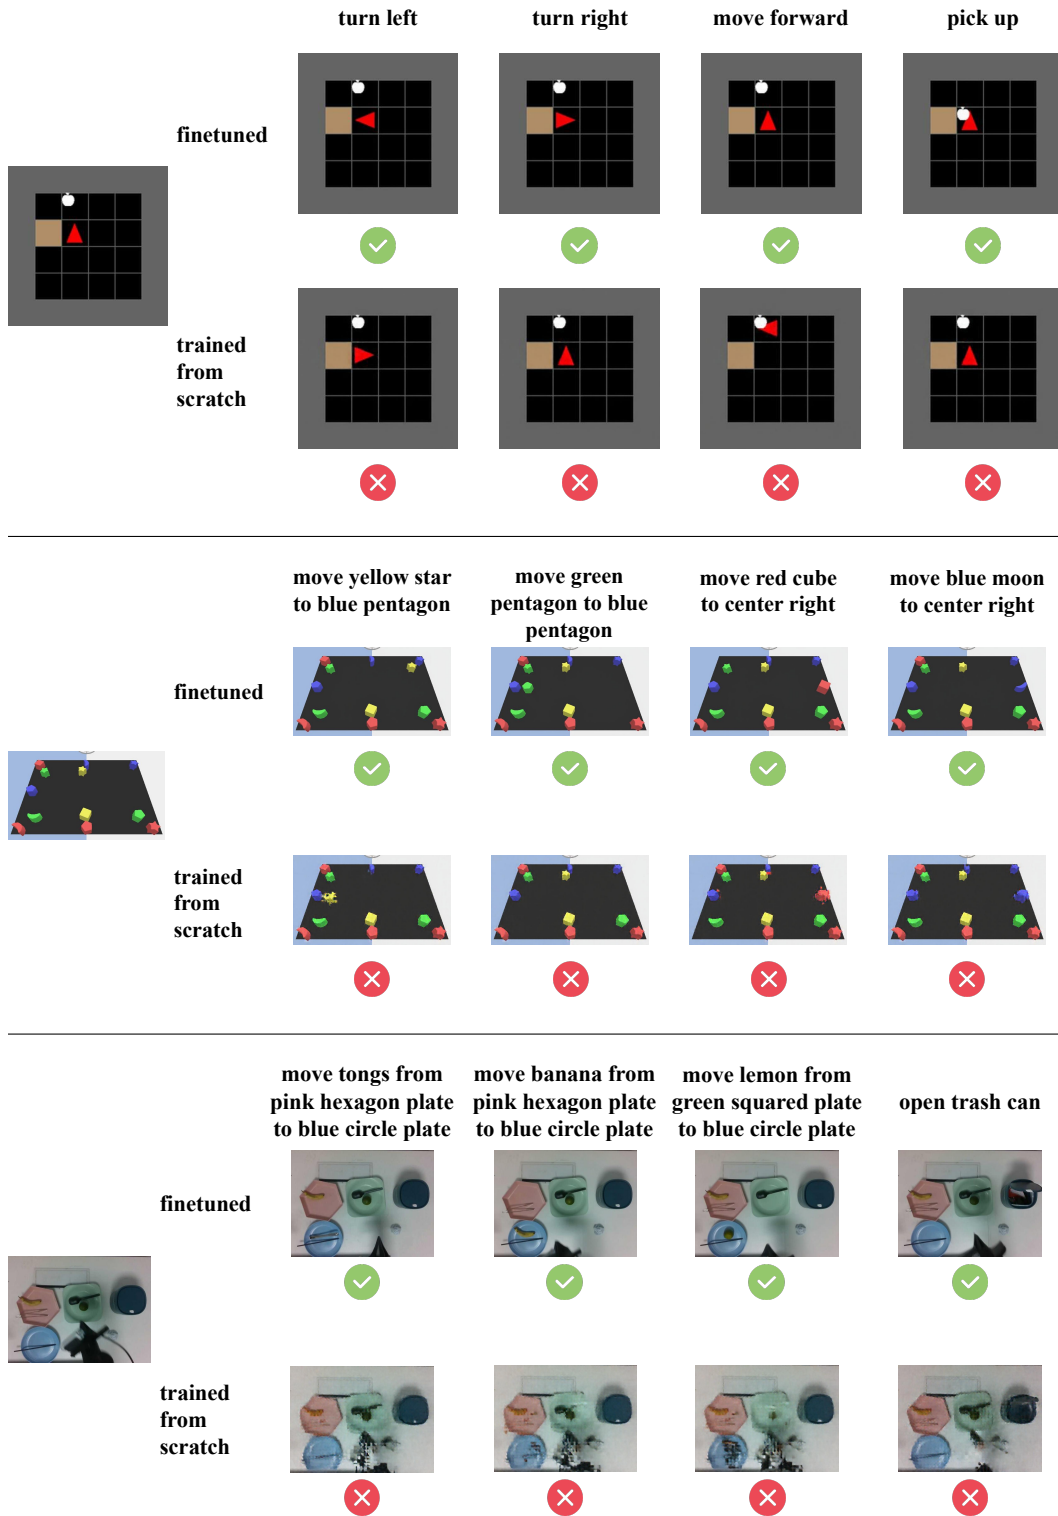 turn left
turn right
move forward
pick up
finetuned
trained
from
scratch
move yellow star
to blue pentagon
move green
pentagon to blue
pentagon
move red cube
to center right
move blue moon
to center right
finetuned
trained
from
scratch
move tongs from
pink hexagon plate
to blue circle plate
move banana from
pink hexagon plate
to blue circle plate
move lemon from
green squared plate
to blue circle plate
open trash can
finetuned
trained
from
scratch